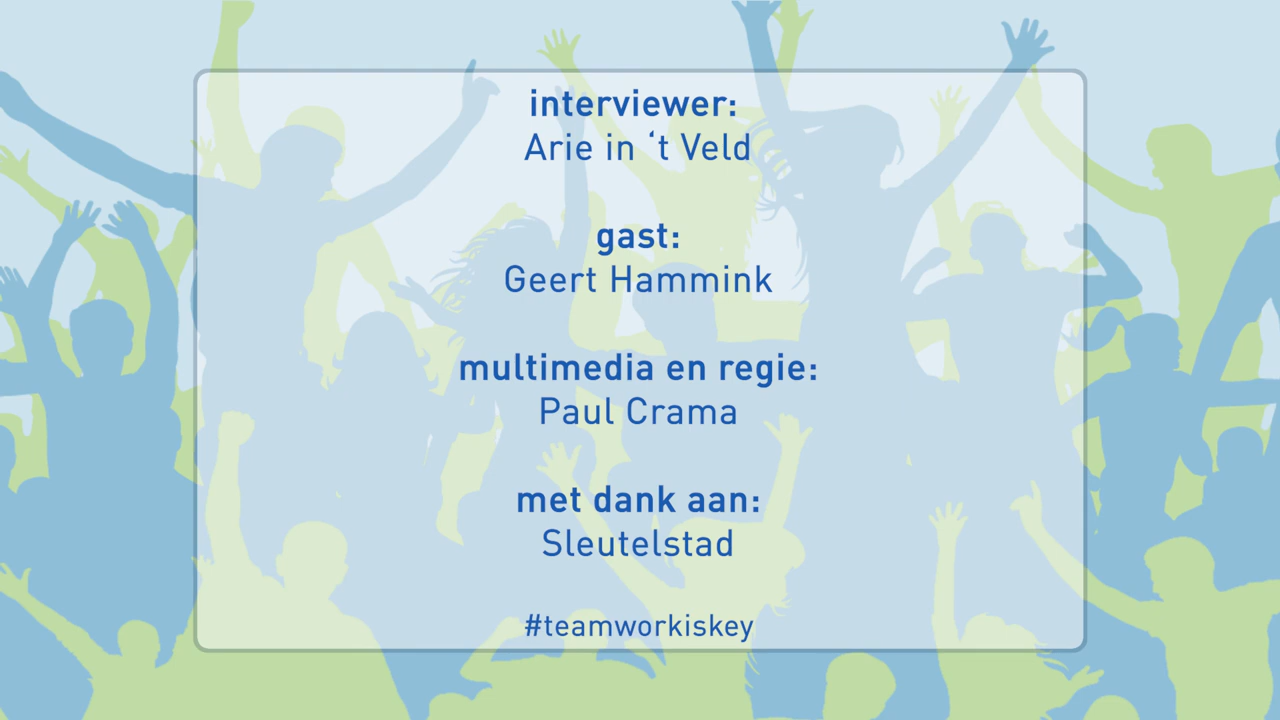 interviewer:
Arie in ‘t Veld
gast:
Geert Hammink
multimedia en regie:
Paul Crama
met dank aan:
Sleutelstad
#teamworkiskey